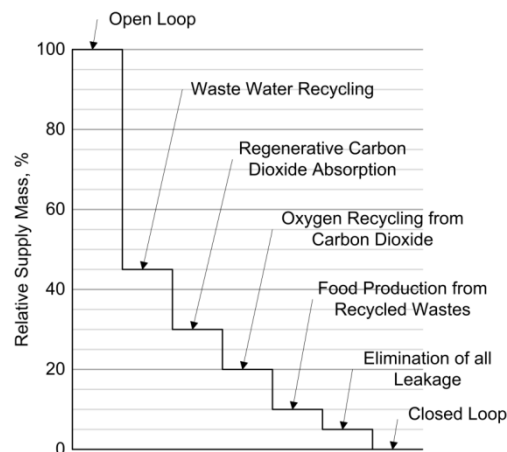 Open Loop
100
Waste Water Recycling
80
Regenerative Carbon
Dioxide Absorption
60
Oxygen Recycling from
Carbon Dioxide
40
Food Production from
Recycled Wastes
20
Elimination of all
Leakage
Closed Loop
0
Relative Supply Mass, %